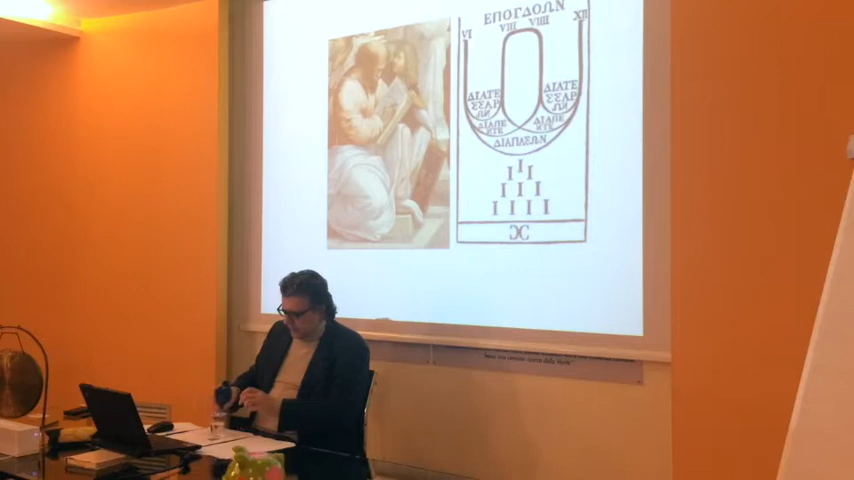 ΕΠΟΓΔΟΩΝ
VI VIII VIIII XII
ΔΙΑΤΕ ΔΙΑΤΕ
ΣΣΑΡ ΣΣΑΡ
ΩΝ ΩΝ
ΔΙΑΠΕ ΔΙΑΠΕ
ΝΤΕ ΝΤΕ
ΔΙΑΠΑΣΩΝ
I
I I
I I I
I I I I